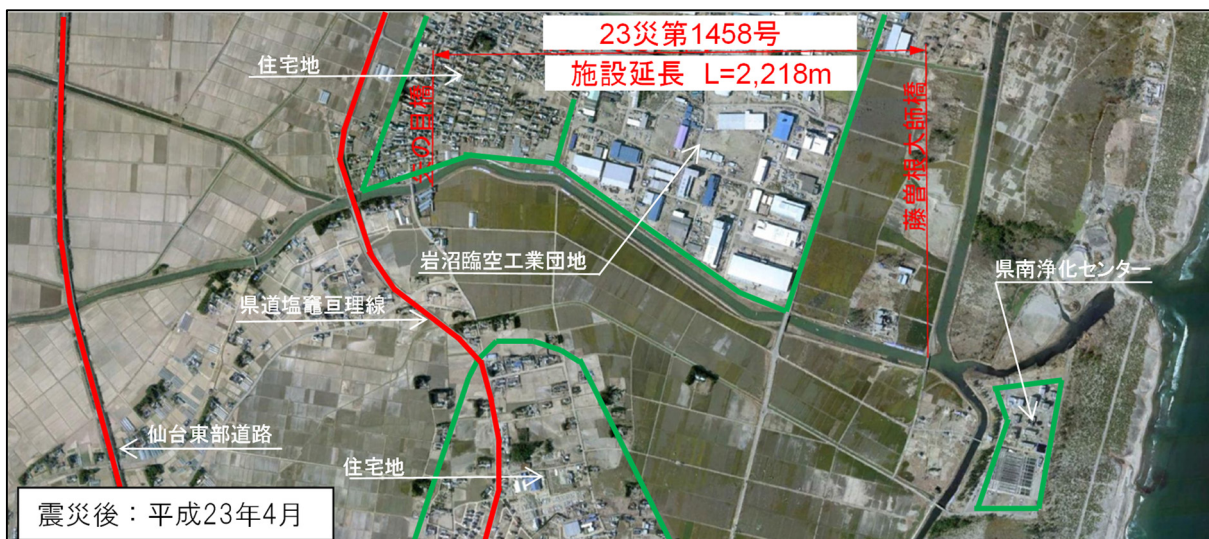 23災第1458号
施設延長 L=2,218m
住宅地
の目橋
藤曽根大師橋
岩沼臨空工業団地
県南浄化センター
県道塩竈亘理線
仙台東部道路
住宅地
震災後：平成23年4月